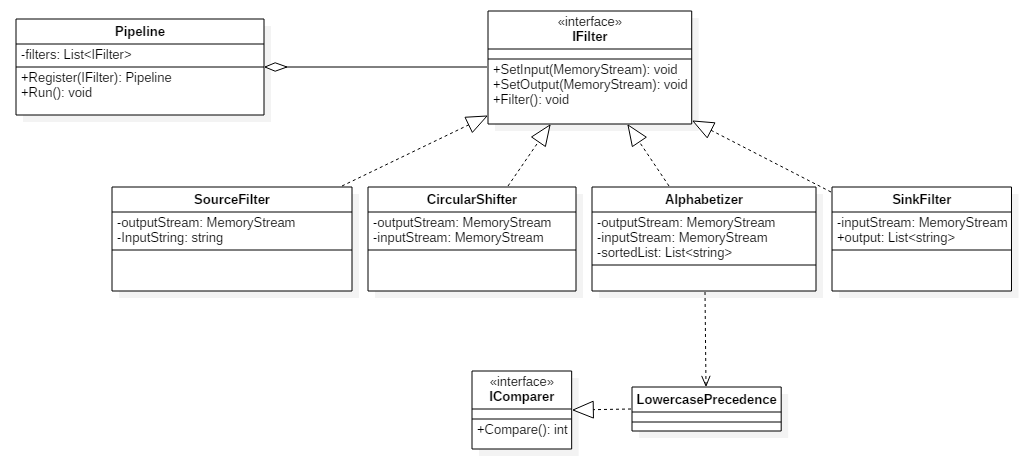 Pipeline
-filters: List<IFilter>
+Register(IFilter): Pipeline
+Run(): void
«interface»
IFilter
+SetInput(MemoryStream): void
+SetOutput(MemoryStream): void
+Filter(): void
SourceFilter
-outputStream: MemoryStream
-InputString: string
CircularShifter
-outputStream: MemoryStream
-inputStream: MemoryStream
Alphabetizer
-outputStream: MemoryStream
-inputStream: MemoryStream
-sortedList: List<string>
SinkFilter
-inputStream: MemoryStream
+output: List<string>
«interface»
IComparer
+Compare(): int
LowercasePrecedence